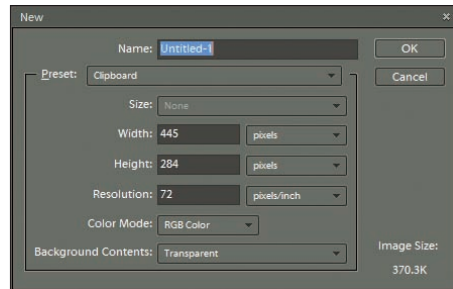 New ×
Name: Untitled-1 OK
Preset: Clipboard Cancel
Size: None
Width: 445 pixels
Height: 284 pixels
Resolution: 72 pixels/inch
Color Mode: RGB Color
Background Contents: Transparent Image Size:
370.3K